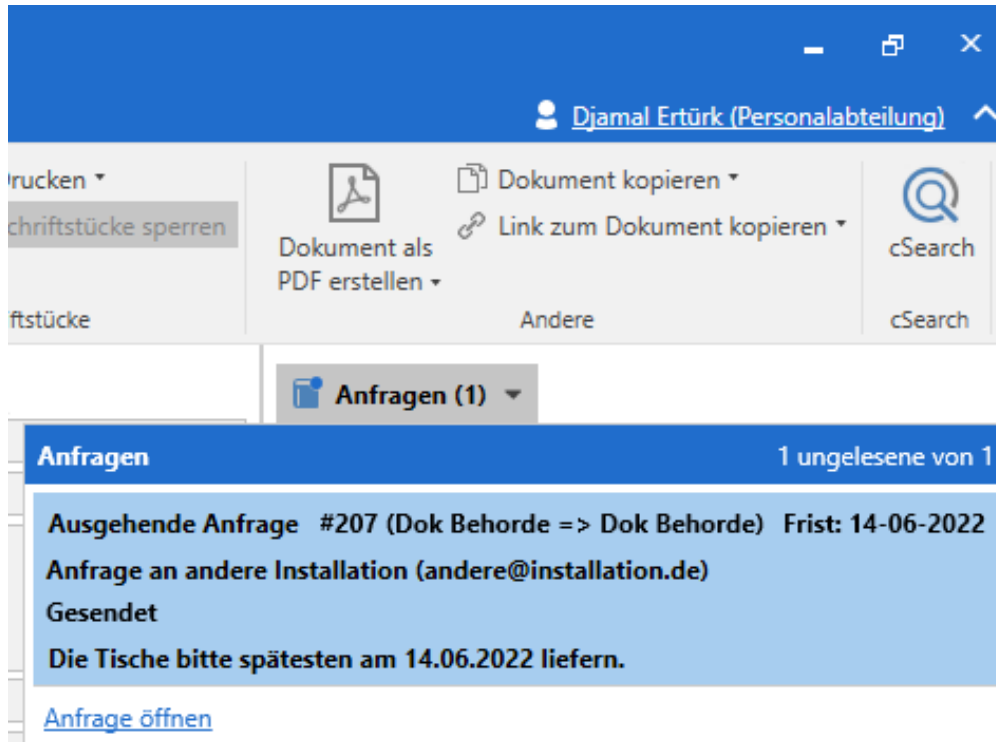 Djamal Ertürk (Personalabteilung)
rucken
Dokument kopieren
chriftstücke sperren
Link zum Dokument kopieren
Dokument als
PDF erstellen
cSearch
ftstücke
Andere
cSearch
Anfragen (1)
Anfragen
1 ungelesene von 1
Ausgehende Anfrage #207 (Dok Behorde => Dok Behorde) Frist: 14-06-2022
Anfrage an andere Installation (andere@installation.de)
Gesendet
Die Tische bitte spätesten am 14.06.2022 liefern.
Anfrage öffnen